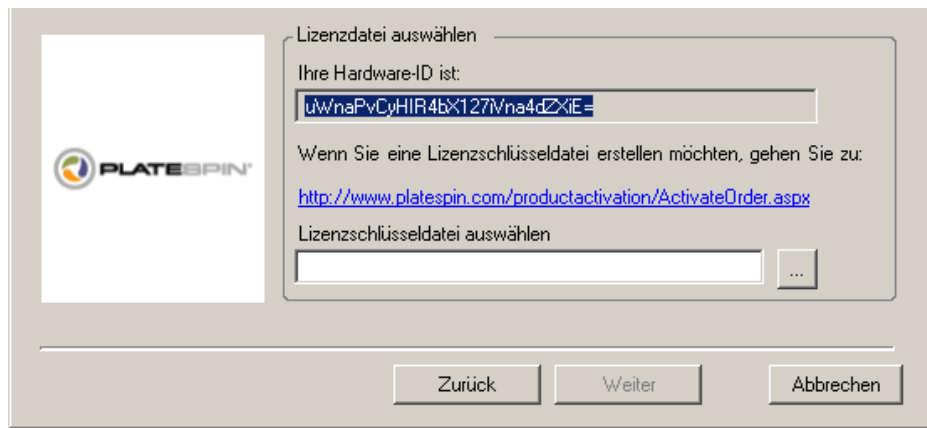 Lizenzdatei auswählen
Ihre Hardware-ID ist:
uWnaPvCyHIR4bX127iVna4dZXiE=
Wenn Sie eine Lizenzschlüsseldatei erstellen möchten, gehen Sie zu:
PLATESPIN
http://www.platespin.com/productactivation/ActivateOrder.aspx
Lizenzschlüsseldatei auswählen
...
Zurück
Weiter
Abbrechen